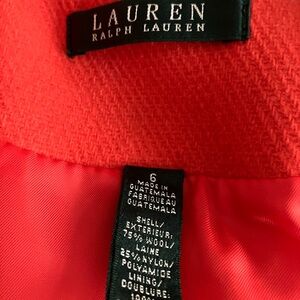 LAUREN
RALPH LAUREN
6
MADE IN
GUATEMALA
FABRIQUE AU
GUATEMALA
SHELL/
EXTERIEUR:
75% WOOL/
LAINE
25% NYLON/
POLYAMIDE
LINING/
DOUBLURE: